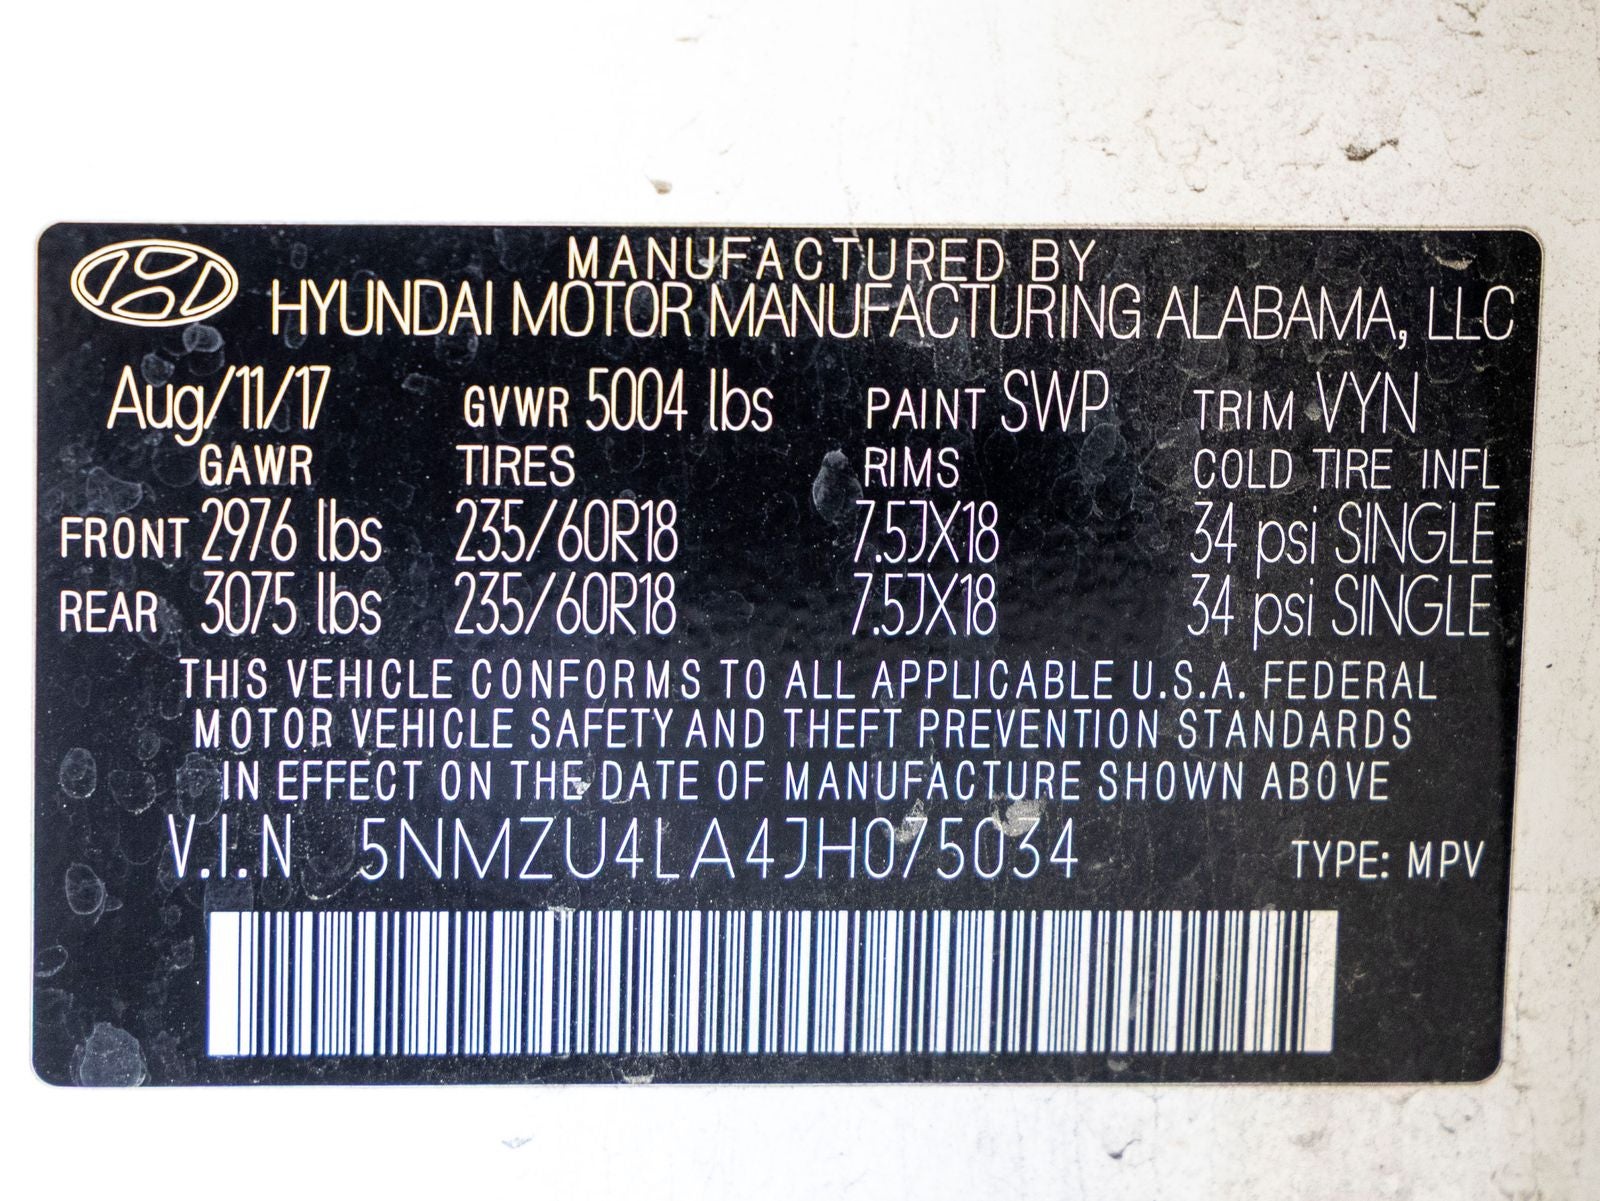 MANUFACTURED BY
HYUNDAI MOTOR MANUFACTURING ALABAMA, LLC
Aug/11/17 GVWR 5004 lbs PAINT SWP TRIM VYN
GAWR TIRES RIMS COLD TIRE INFL
FRONT 2976 lbs 235/60R18 7.5JX18 34 psi SINGLE
REAR 3075 lbs 235/60R18 7.5JX18 34 psi SINGLE
THIS VEHICLE CONFORMS TO ALL APPLICABLE U.S.A. FEDERAL
MOTOR VEHICLE SAFETY AND THEFT PREVENTION STANDARDS
IN EFFECT ON THE DATE OF MANUFACTURE SHOWN ABOVE
V.I.N 5NMZU4LA4JH075034 TYPE: MPV